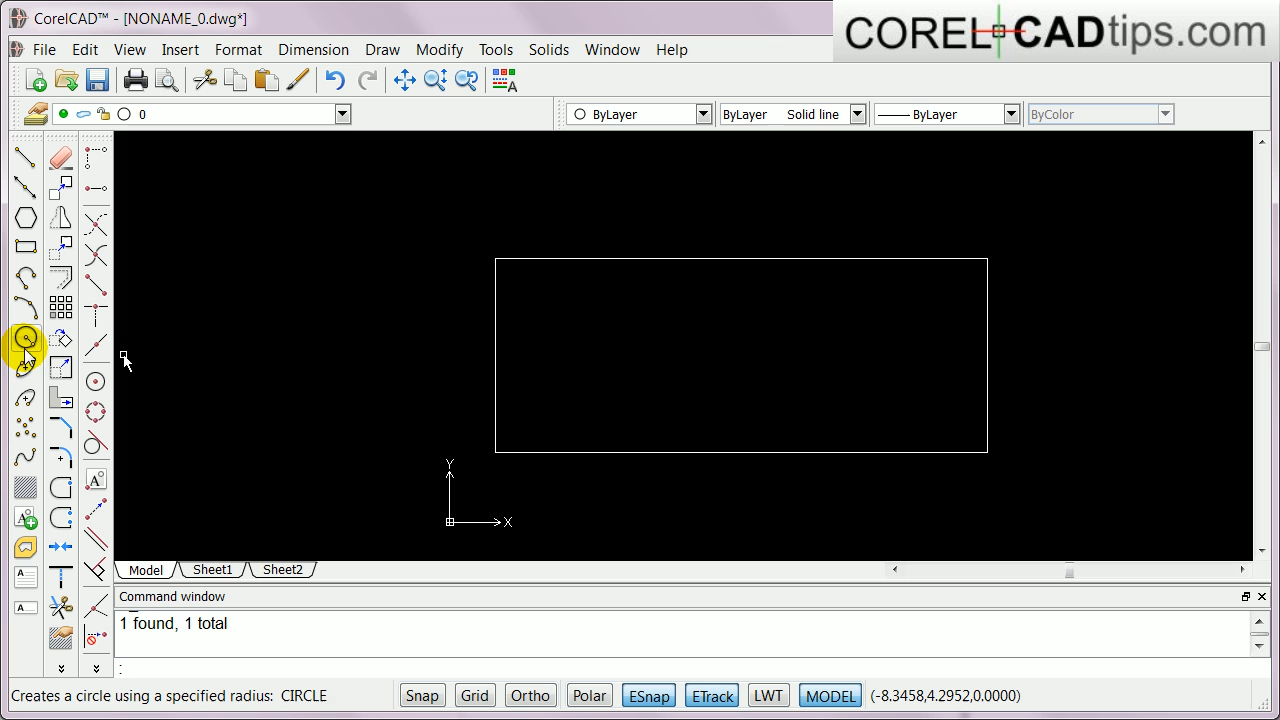 CorelCAD™ - [NONAME_0.dwg*]
COREL CADtips.com
File Edit View Insert Format Dimension Draw Modify Tools Solids Window Help
A
0 ByLayer ByLayer Solid line ByLayer ByColor
Y
X
A
A
A
A
Model Sheet1 Sheet2
Command window
1 found, 1 total
:
Creates a circle using a specified radius: CIRCLE Snap Grid Ortho Polar ESnap ETrack LWT MODEL (-8.3458,4.2952,0.0000)